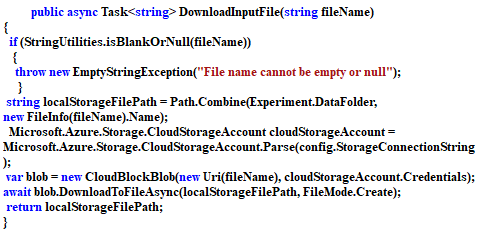 public async Task<string> DownloadInputFile(string fileName)
{
if (StringUtilities.isBlankOrNull(fileName))
{
throw new EmptyStringException("File name cannot be empty or null");
}
string localStorageFilePath = Path.Combine(Experiment.DataFolder,
new FileInfo(fileName).Name);
Microsoft.Azure.Storage.CloudStorageAccount cloudStorageAccount =
Microsoft.Azure.Storage.CloudStorageAccount.Parse(config.StorageConnectionString
);
var blob = new CloudBlockBlob(new Uri(fileName), cloudStorageAccount.Credentials);
await blob.DownloadToFileAsync(localStorageFilePath, FileMode.Create);
return localStorageFilePath;
}